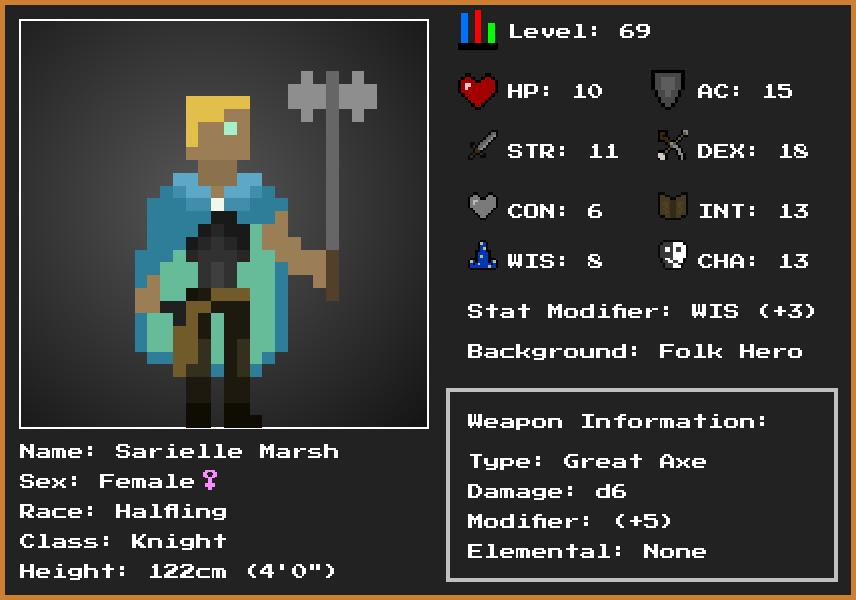 Level: 69
HP: 10 AC: 15
STR: 11 DEX: 18
CON: 6 INT: 13
WIS: 8 CHA: 13
Stat Modifier: WIS (+3)
Background: Folk Hero
Weapon Information:
Type: Great Axe
Damage: d6
Modifier: (+5)
Elemental: None
Name: Sarielle Marsh
Sex: Female♀
Race: Halfling
Class: Knight
Height: 122cm (4'0")